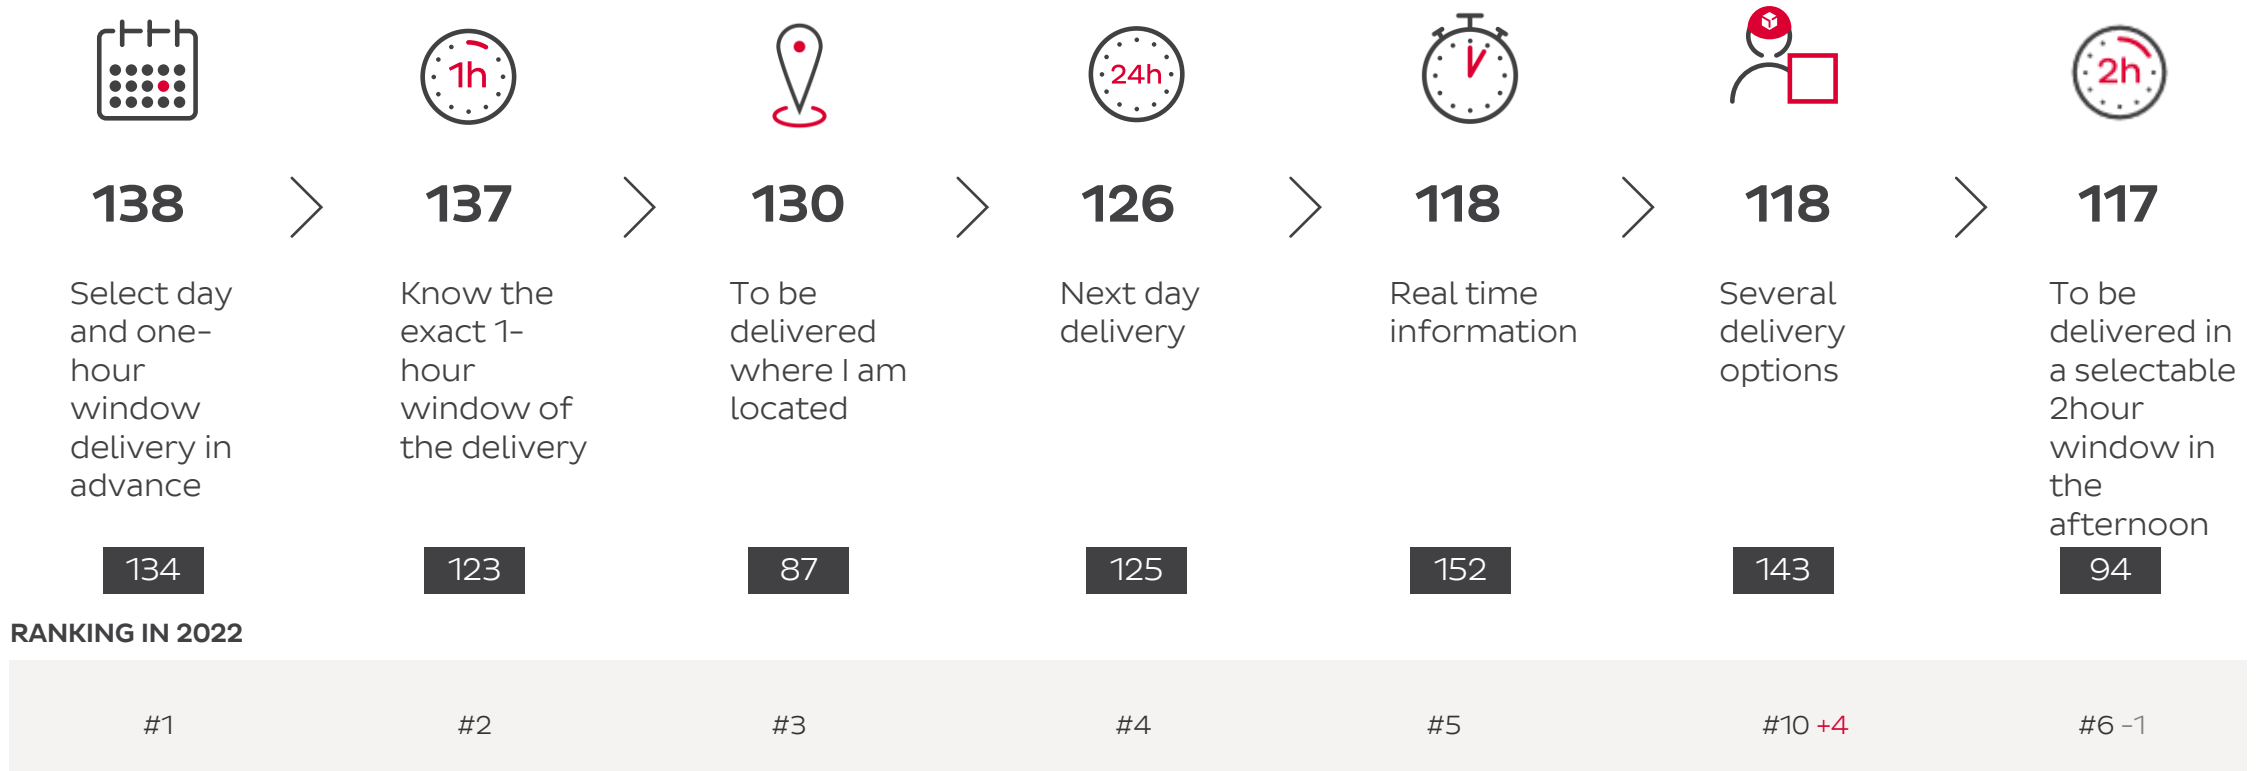 1h
24h
2h
138
137
130
126
118
118
117
Select day
and one-
hour
window
delivery in
advance
Know the
exact 1-
hour
window of
the delivery
To be
delivered
where I am
located
Next day
delivery
Real time
information
Several
delivery
options
To be
delivered in
a selectable
2hour
window in
the
afternoon
134
123
87
125
152
143
94
RANKING IN 2022
#1
#2
#3
#4
#5
#10 +4
#6 -1